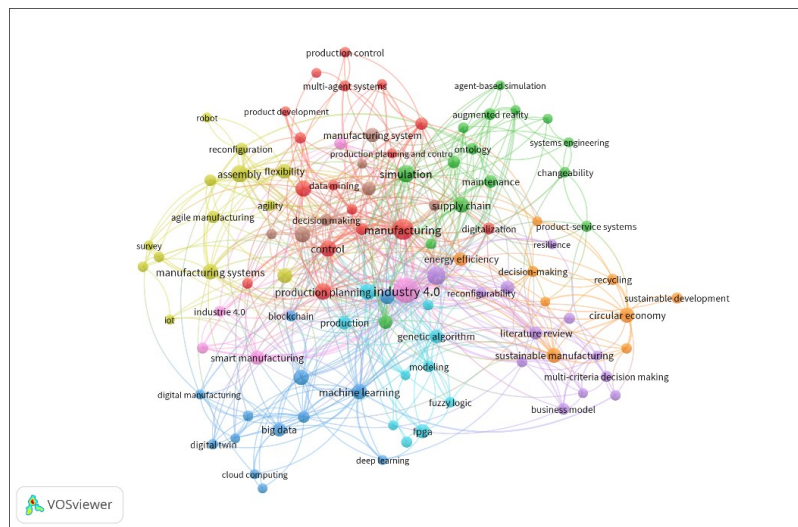 production control
multi-agent systems
agent-based simulation
product development
augmented reality
robot
manufacturing system
systems engineering
reconfiguration
production planning and contro
ontology
assembly
flexibility
simulation
changeability
data mining
maintenance
agility
supply chain
agile manufacturing
decision making
manufacturing
digitalization
product-service systems
survey
control
resilience
energy efficiency
manufacturing systems
decision-making
recycling
production planning
industry 4.0
reconfigurability
sustainable development
industrie 4.0
blockchain
circular economy
iot
production
genetic algorithm
literature review
smart manufacturing
sustainable manufacturing
modeling
multi-criteria decision making
digital manufacturing
machine learning
fuzzy logic
business model
big data
fpga
digital twin
deep learning
cloud computing
VOSviewer